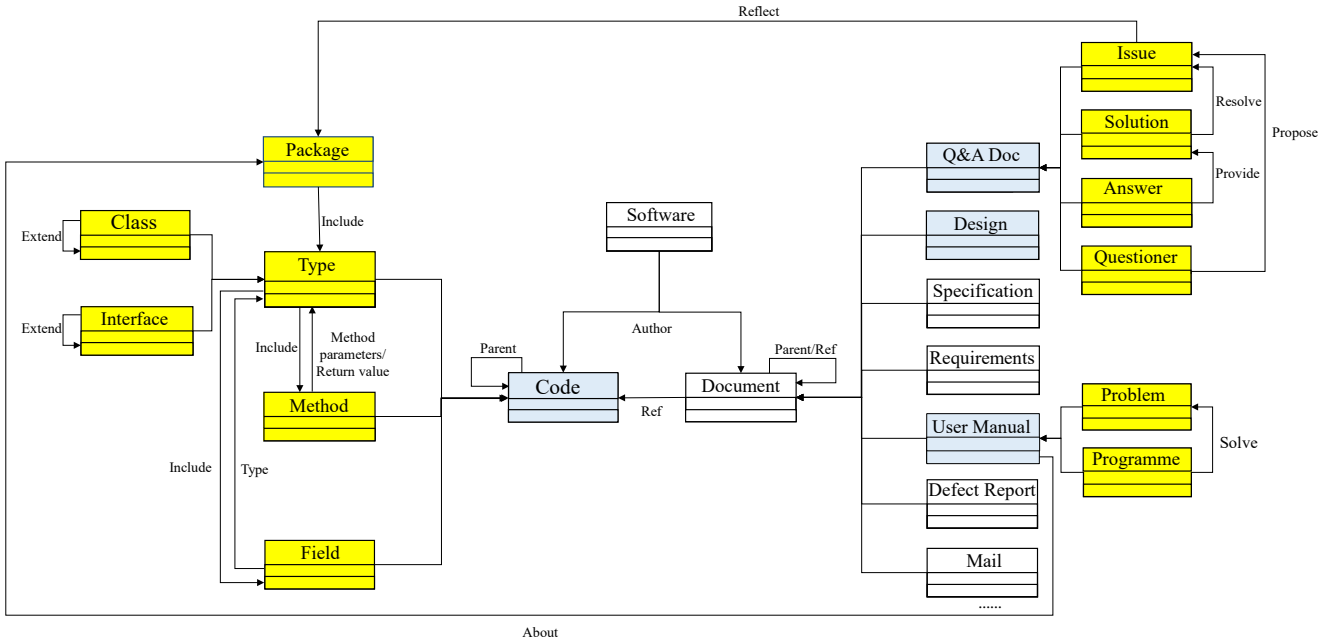 Reflect
Issue
Resolve
Solution
Propose
Package
Q&A Doc
Provide
Answer
Include
Class
Software
Design
Extend
Type
Questioner
Specification
Interface
Extend
Author
Include
Method
parameters/
Return value
Parent
Parent/Ref
Requirements
Code
Document
Method
Ref
Problem
User Manual
Solve
Include
Type
Programme
Defect Report
Field
Mail
......
About